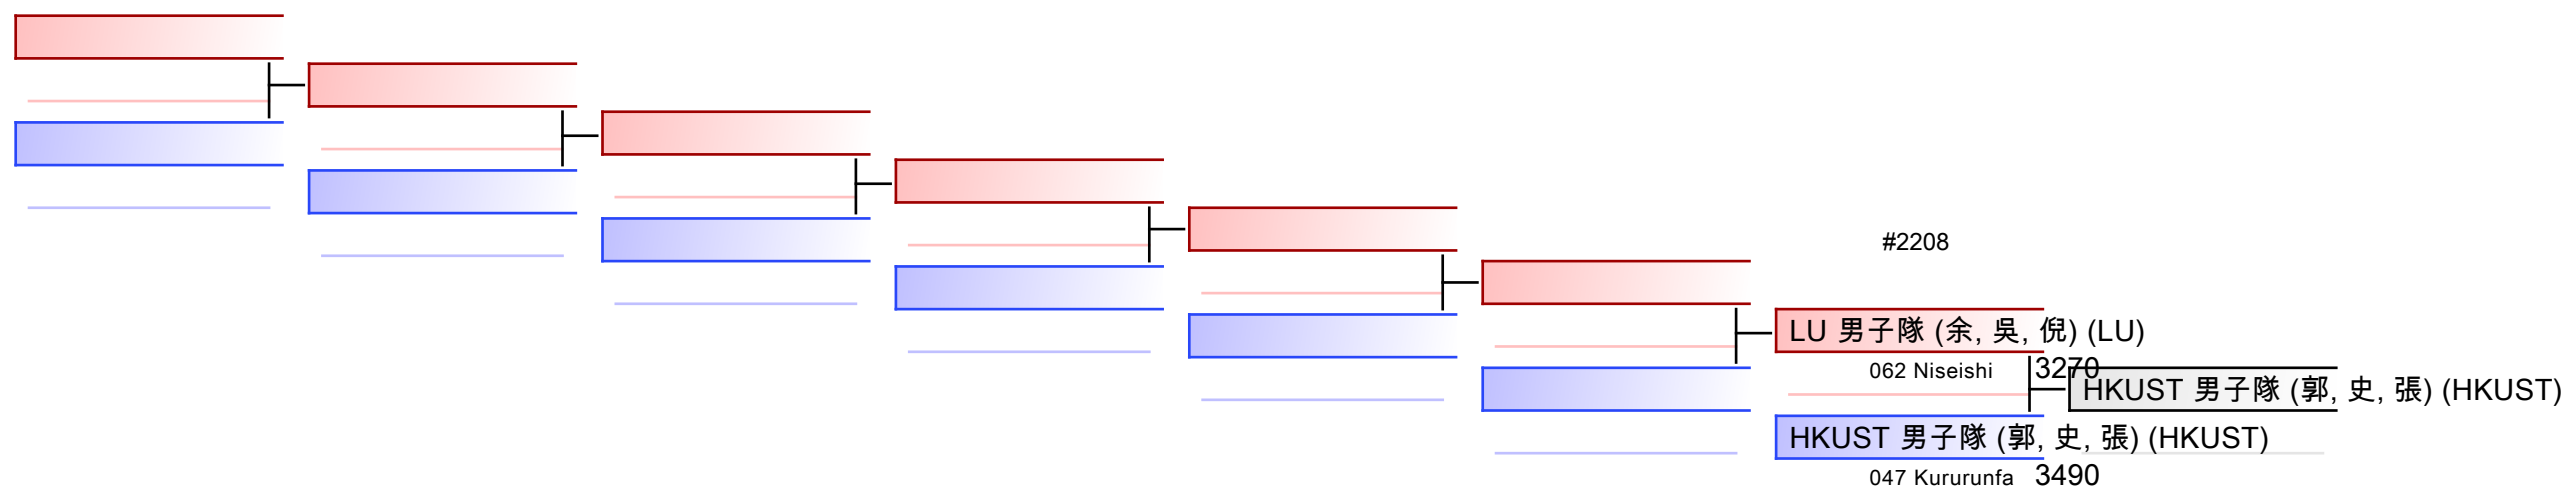 #2208
LU 男子隊 (余, 吳, 倪) (LU)
062 Niseishi 3270
HKUST 男子隊 (郭, 史, 張) (HKUST)
HKUST 男子隊 (郭, 史, 張) (HKUST)
047 Kururunfa 3490